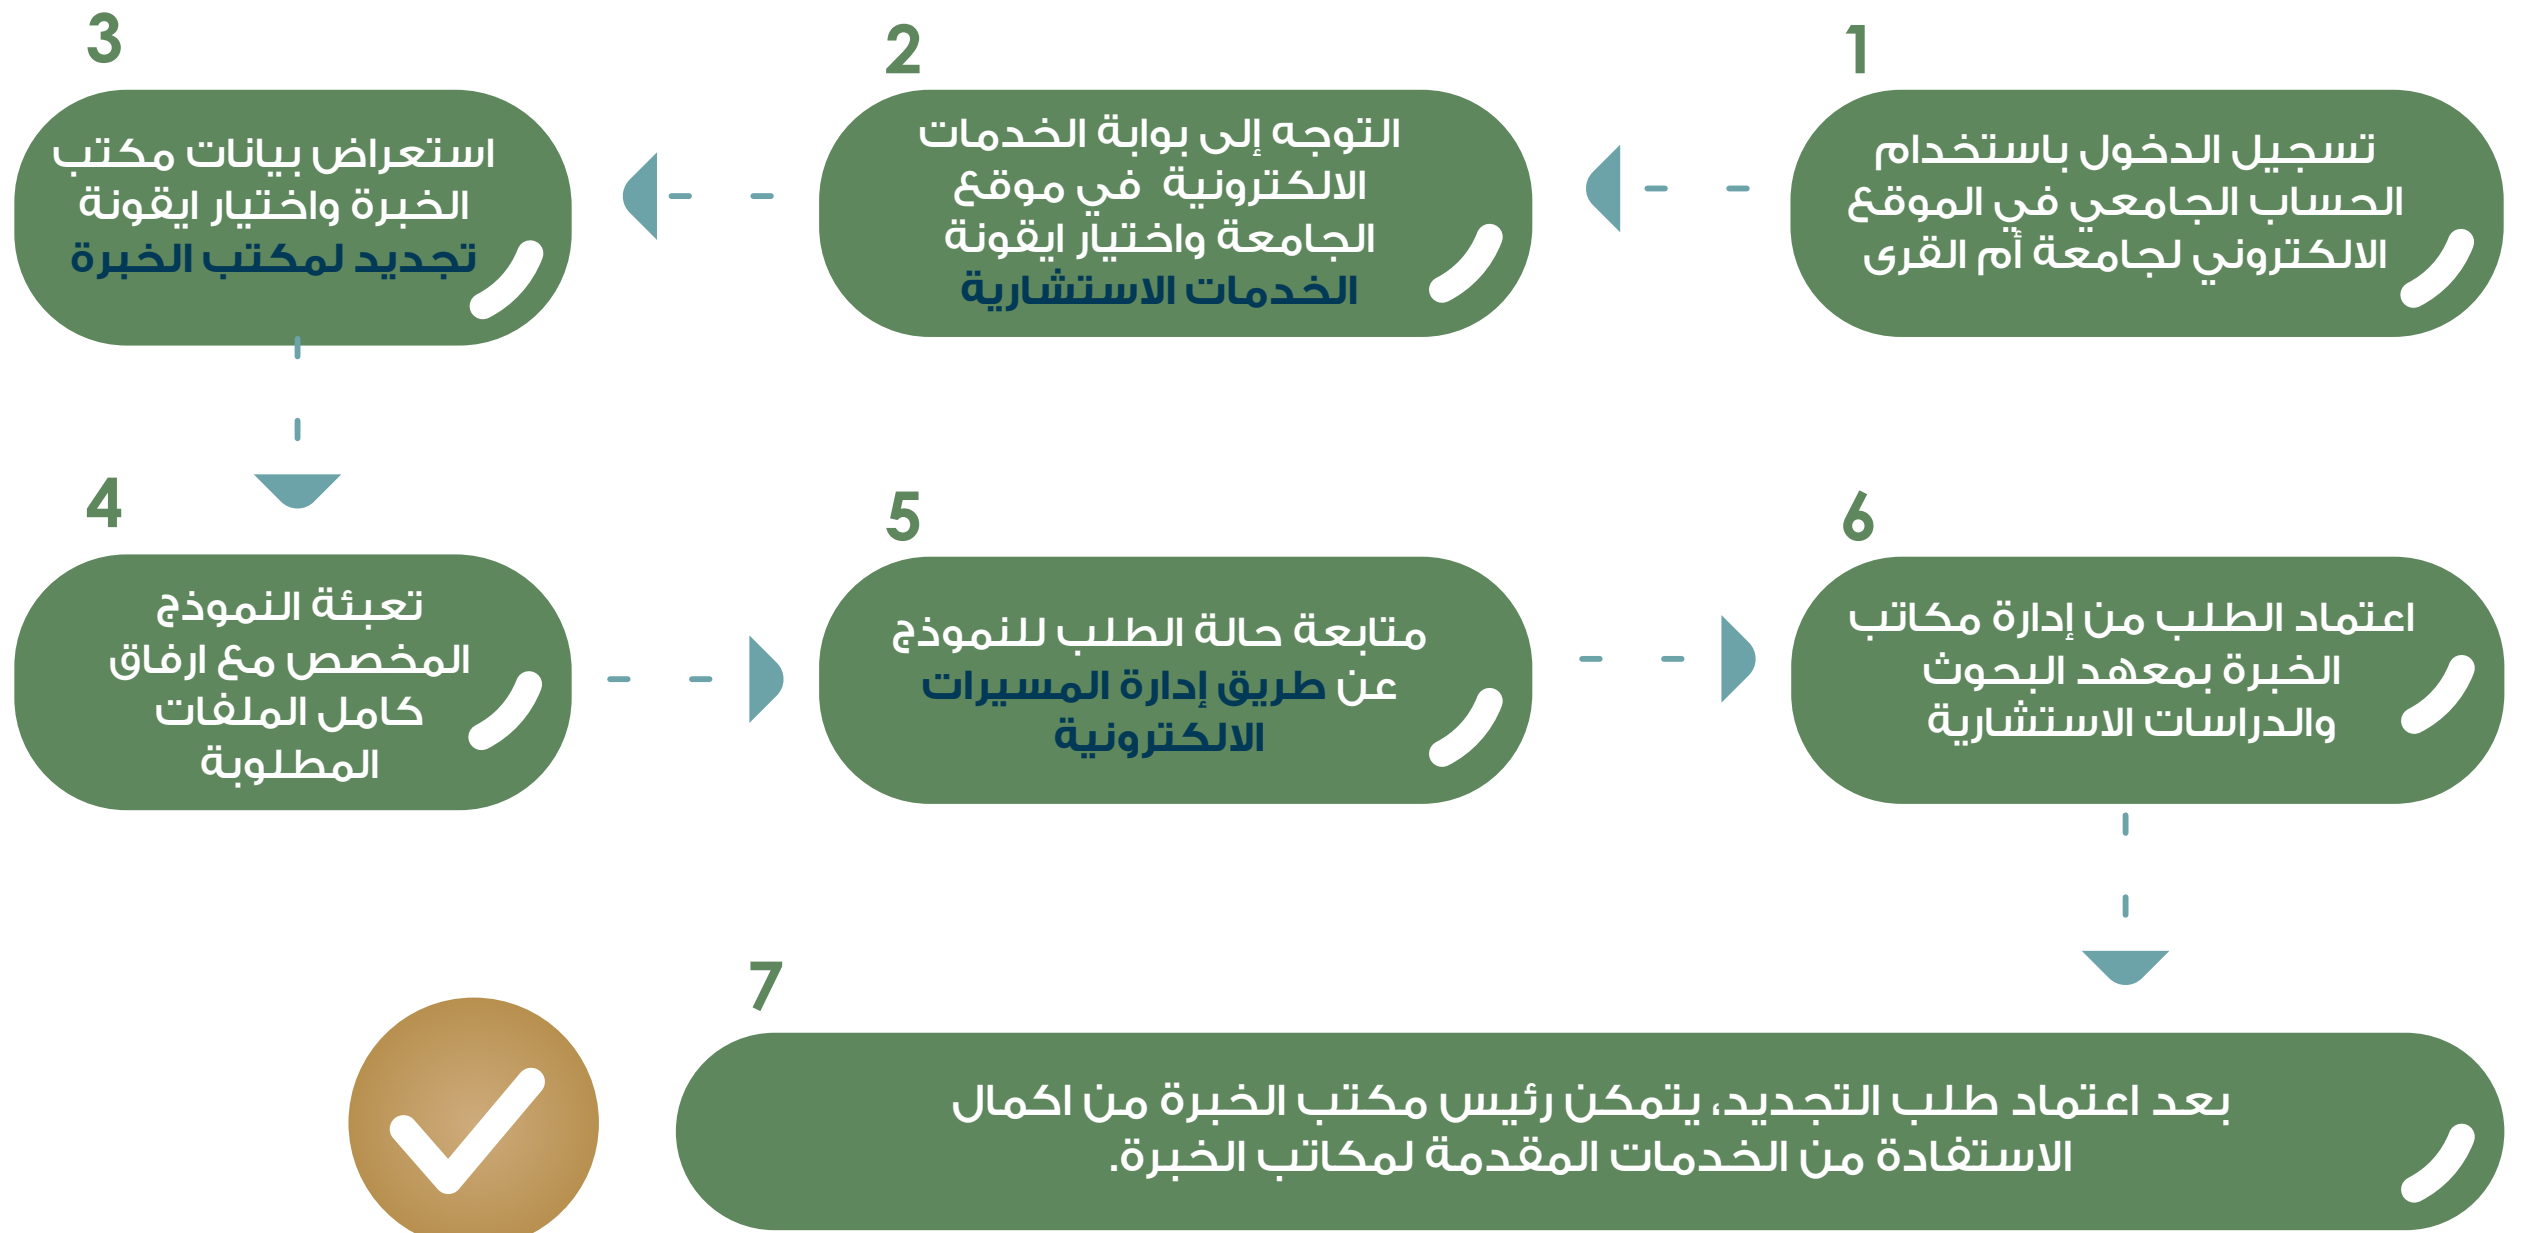 1
تسجيل الدخول باستخدام
الحساب الجامعي في الموقع
الالكتروني لجامعة أم القرى
2
التوجه إلى بوابة الخدمات
الالكترونية في موقع
الجامعة واختيار ايقونة
الخدمات الاستشارية
3
استعراض بيانات مكتب
الخبرة واختيار ايقونة
تجديد لمكتب الخبرة
4
تعبئة النموذج
المخصص مع ارفاق
كامل الملفات
المطلوبة
5
متابعة حالة الطلب للنموذج
عن طريق إدارة المسيرات
الالكترونية
6
اعتماد الطلب من إدارة مكاتب
الخبرة بمعهد البحوث
والدراسات الاستشارية
7
بعد اعتماد طلب التجديد، يتمكن رئيس مكتب الخبرة من اكمال
الاستفادة من الخدمات المقدمة لمكاتب الخبرة.